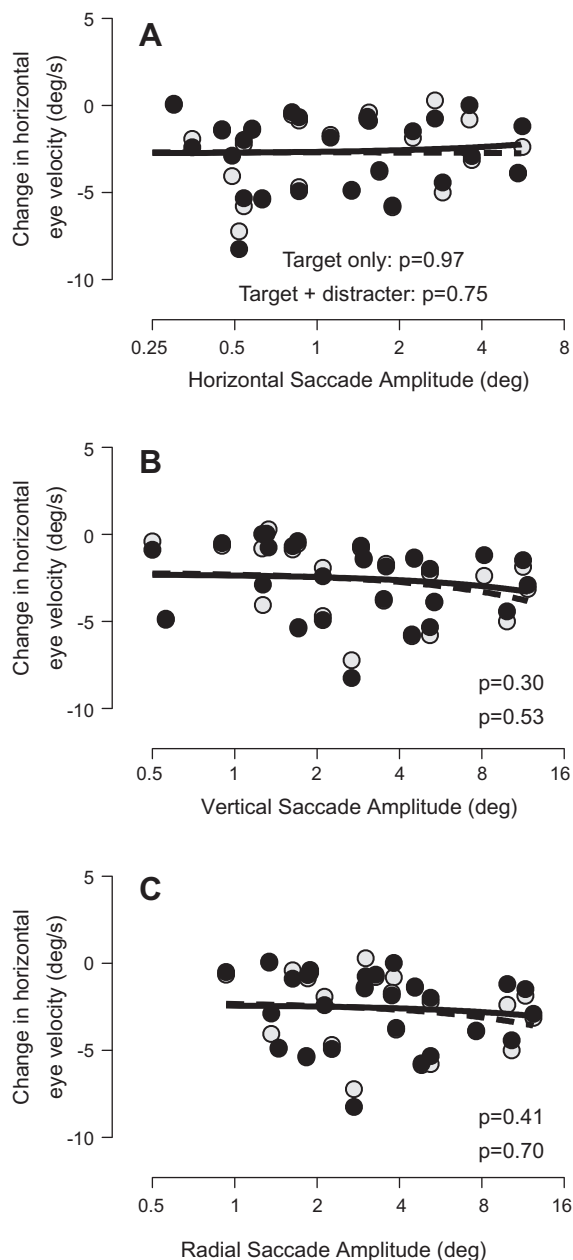 A
5
0
-5
-10
Change in horizontal
eye velocity (deg/s)
Target only: p=0.97
Target + distracter: p=0.75
0.25 0.5 1 2 4 8
Horizontal Saccade Amplitude (deg)
B
5
0
-5
-10
Change in horizontal
eye velocity (deg/s)
p=0.30
p=0.53
0.5 1 2 4 8 16
Vertical Saccade Amplitude (deg)
C
5
0
-5
-10
Change in horizontal
eye velocity (deg/s)
p=0.41
p=0.70
0.5 1 2 4 8 16
Radial Saccade Amplitude (deg)